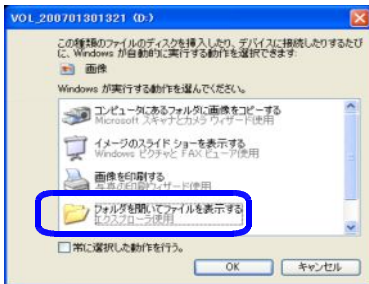 VOL_200701301321 (D:)
この種類のファイルのディスクを挿入したり、デバイスに接続したりするたび
に、Windows が自動的に実行する動作を選択できます:
画像
Windows が実行する動作を選んでください。
コンピュータにあるフォルダに画像をコピーする
Microsoft スキャナとカメラ ウィザード使用
イメージのスライド ショーを表示する
Windows ピクチャと FAX ビューア使用
画像を印刷する
写真の印刷ウィザード使用
フォルダを開いてファイルを表示する
エクスプローラ使用
常に選択した動作を行う。
OK
キャンセル